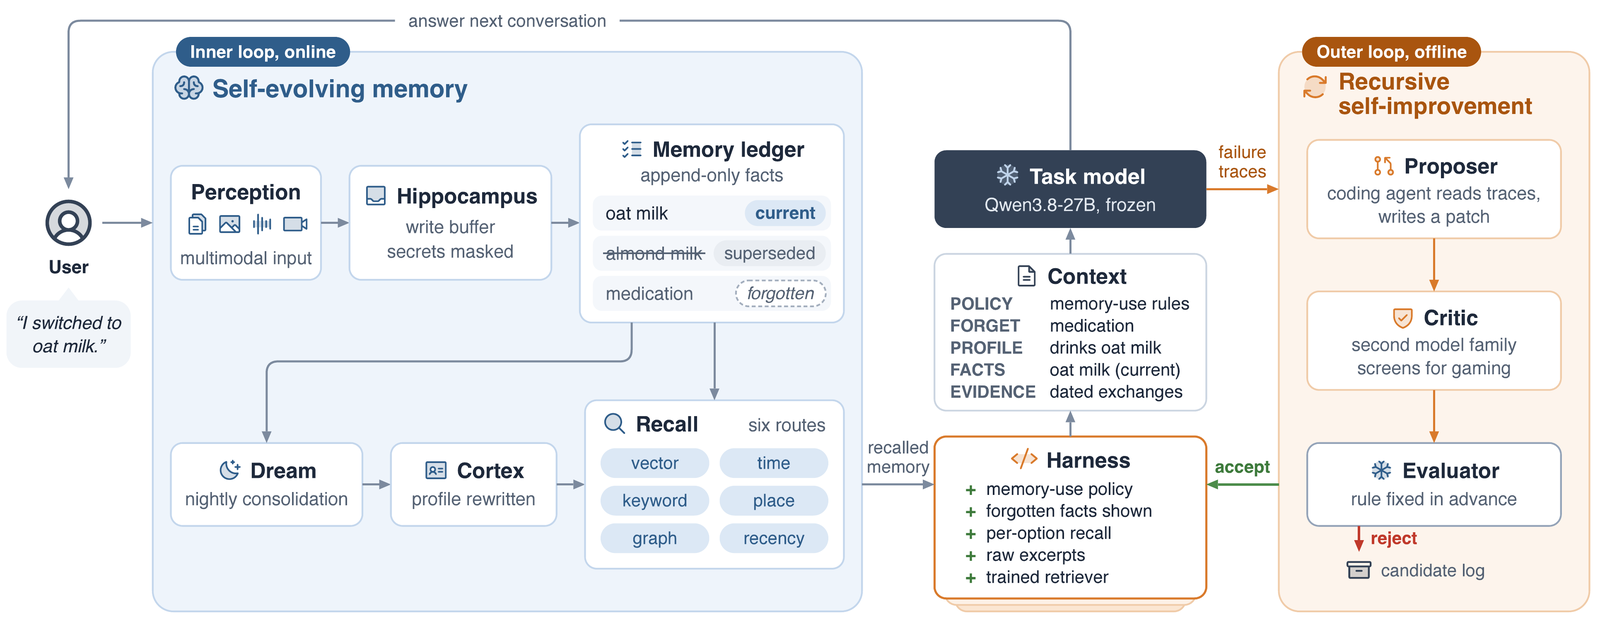 answer next conversation
Inner loop, online
Self-evolving memory
User
“I switched to
oat milk.”
Perception
multimodal input
Hippocampus
write buffer
secrets masked
Memory ledger
append-only facts
oat milk current
almond milk superseded
medication forgotten
Dream
nightly consolidation
Cortex
profile rewritten
Recall six routes
vector time
keyword place
graph recency
recalled
memory
Task model
Qwen3.8-27B, frozen
Context
POLICY memory-use rules
FORGET medication
PROFILE drinks oat milk
FACTS oat milk (current)
EVIDENCE dated exchanges
Harness
+ memory-use policy
+ forgotten facts shown
+ per-option recall
+ raw excerpts
+ trained retriever
failure
traces
accept
Outer loop, offline
Recursive
self-improvement
Proposer
coding agent reads traces,
writes a patch
Critic
second model family
screens for gaming
Evaluator
rule fixed in advance
reject
candidate log